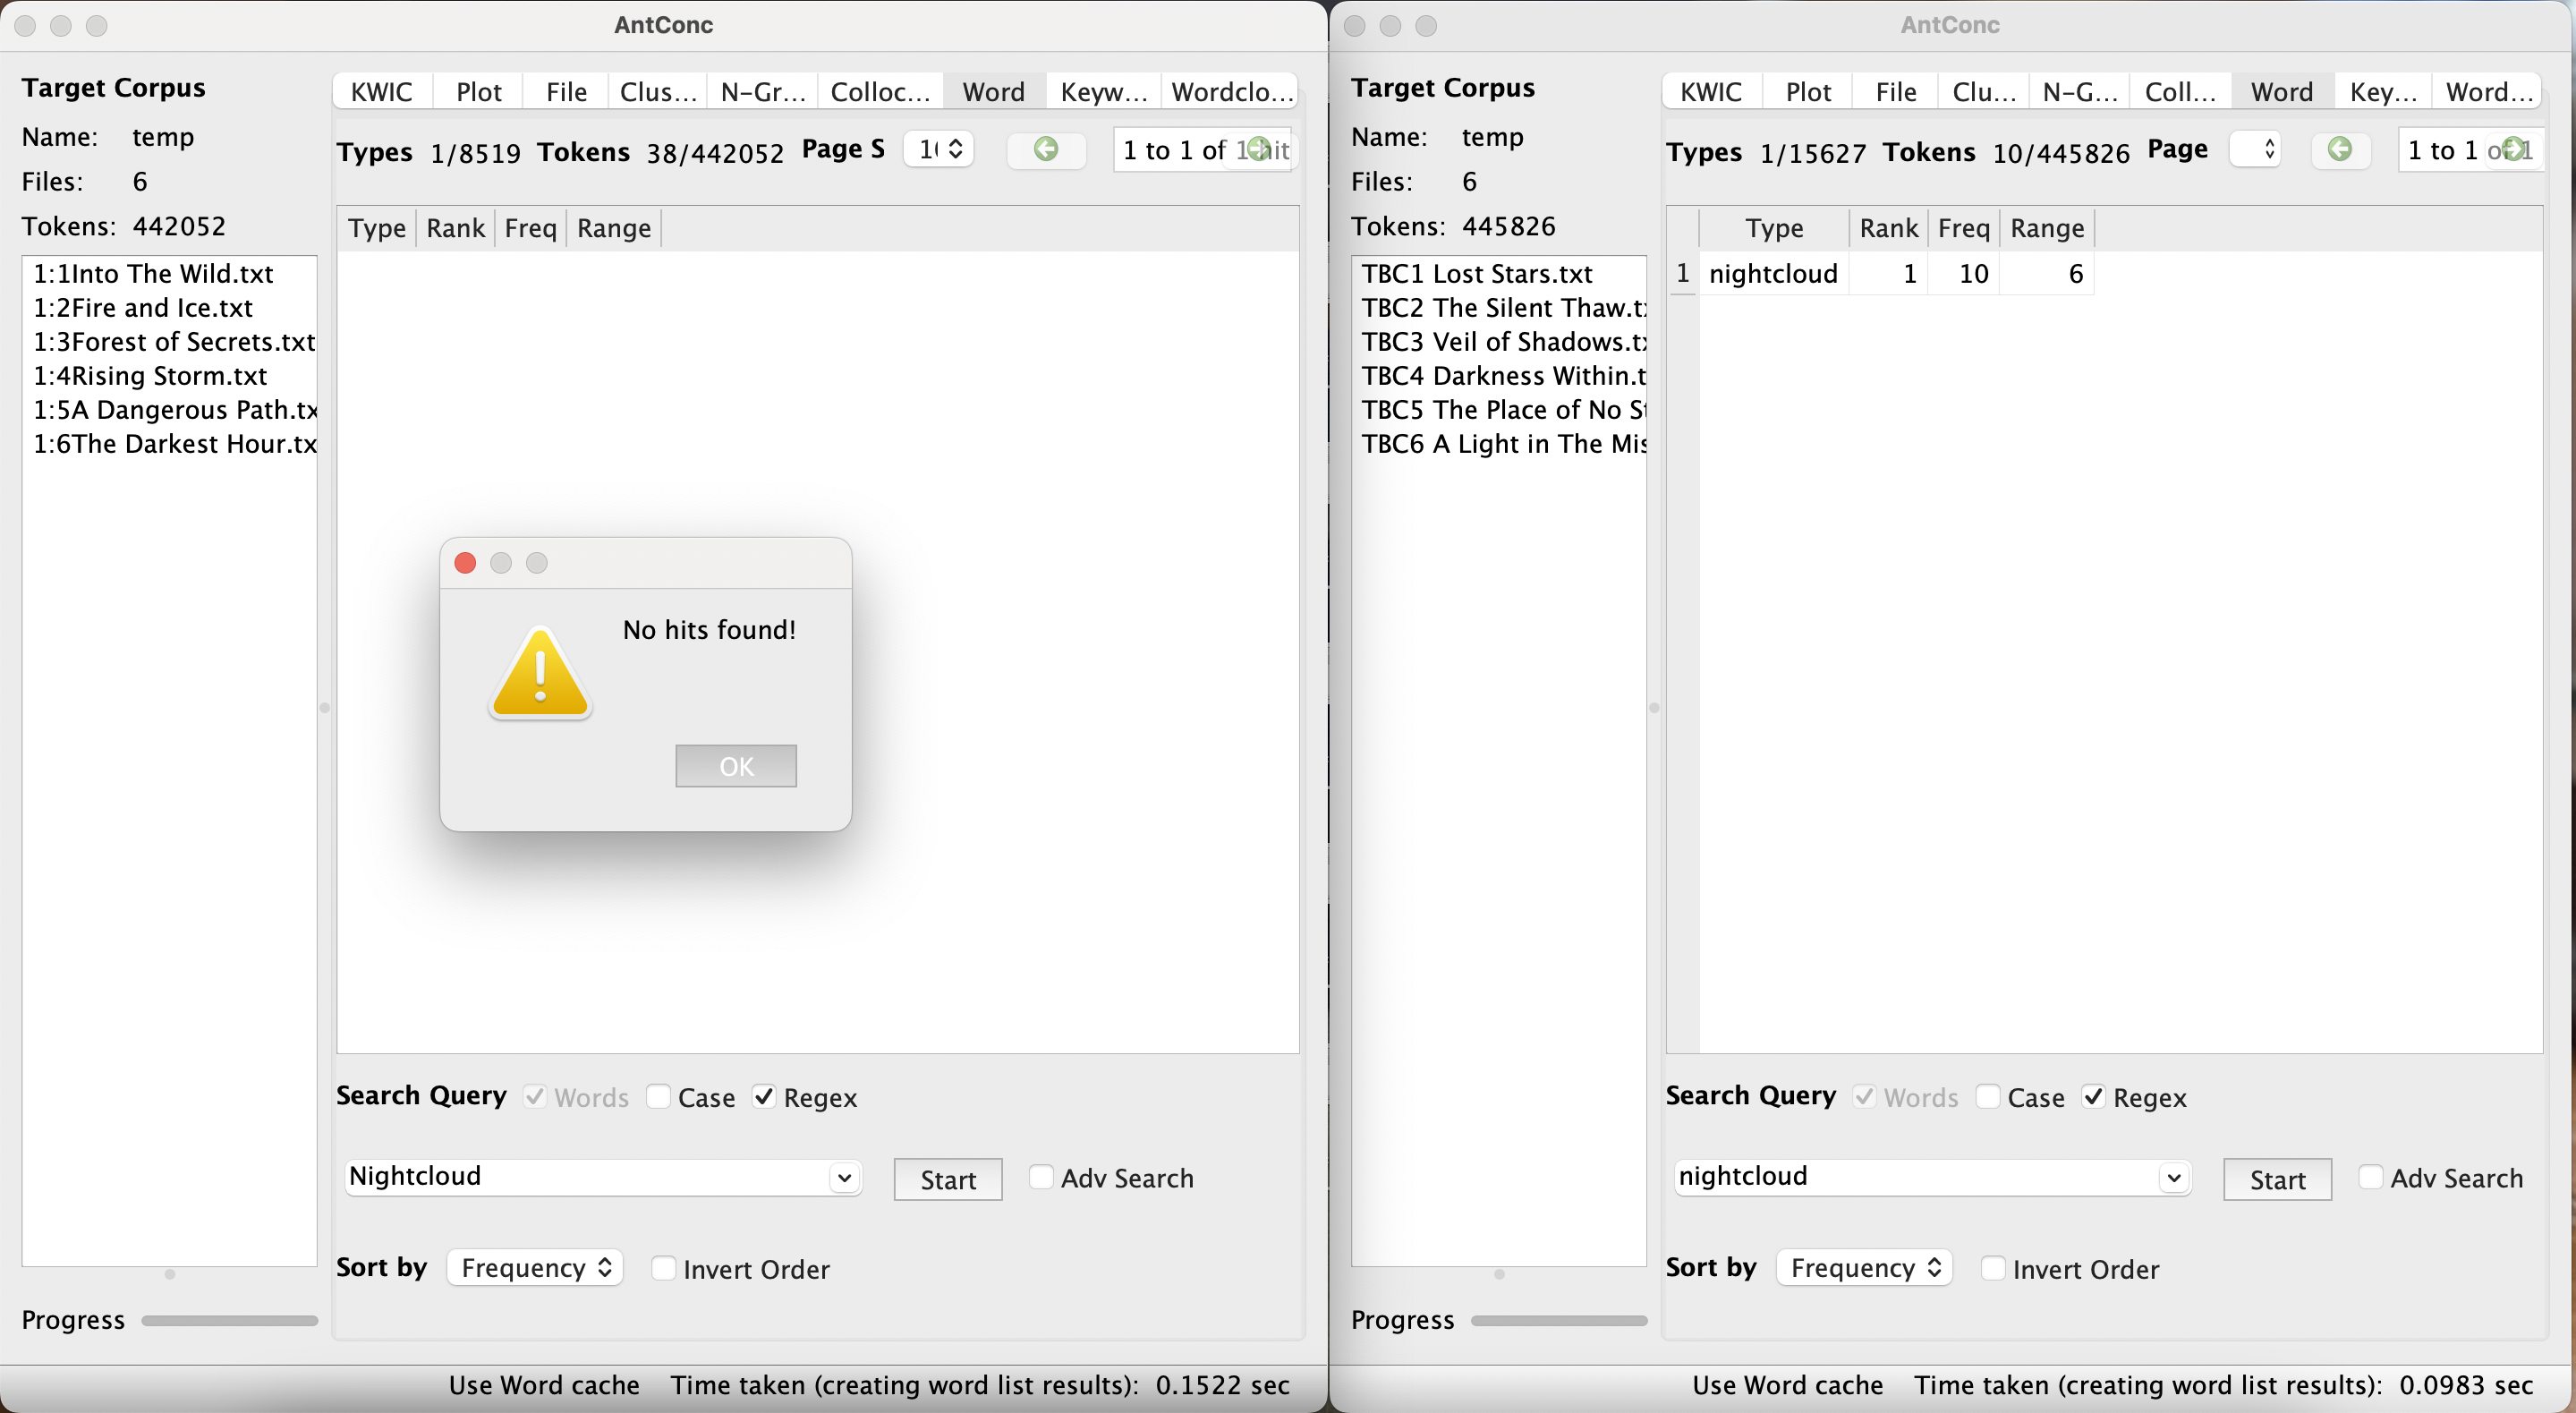 AntConc
Target Corpus
Name: temp
Files: 6
Tokens: 442052
1:1Into The Wild.txt
1:2Fire and Ice.txt
1:3Forest of Secrets.txt
1:4Rising Storm.txt
1:5A Dangerous Path.tx
1:6The Darkest Hour.tx
Progress
KWIC Plot File Clus... N-Gr... Colloc... Word Keyw... Wordclo...
Types 1/8519 Tokens 38/442052 Page S 1 1 to 1 of 1 hit
Type Rank Freq Range
No hits found!
OK
Search Query Words Case Regex
Nightcloud Start Adv Search
Sort by Frequency Invert Order
Use Word cache Time taken (creating word list results): 0.1522 sec
AntConc
Target Corpus
Name: temp
Files: 6
Tokens: 445826
TBC1 Lost Stars.txt
TBC2 The Silent Thaw.t
TBC3 Veil of Shadows.t
TBC4 Darkness Within.t
TBC5 The Place of No S
TBC6 A Light in The Mis
Progress
KWIC Plot File Clu... N-G... Coll... Word Key... Word...
Types 1/15627 Tokens 10/445826 Page 1 to 1 of 1
Type Rank Freq Range
1 nightcloud 1 10 6
Search Query Words Case Regex
nightcloud Start Adv Search
Sort by Frequency Invert Order
Use Word cache Time taken (creating word list results): 0.0983 sec